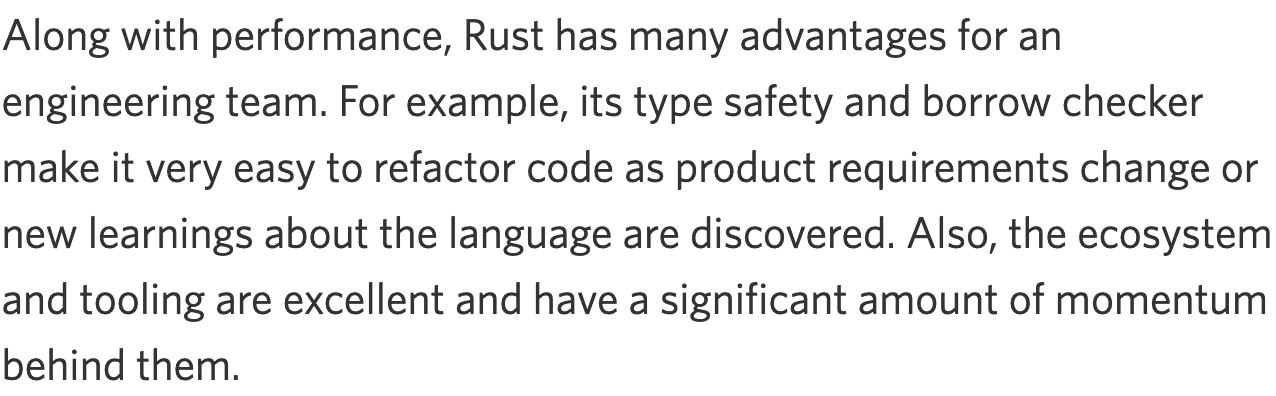 Along with performance, Rust has many advantages for an
engineering team. For example, its type safety and borrow checker
make it very easy to refactor code as product requirements change or
new learnings about the language are discovered. Also, the ecosystem
and tooling are excellent and have a significant amount of momentum
behind them.